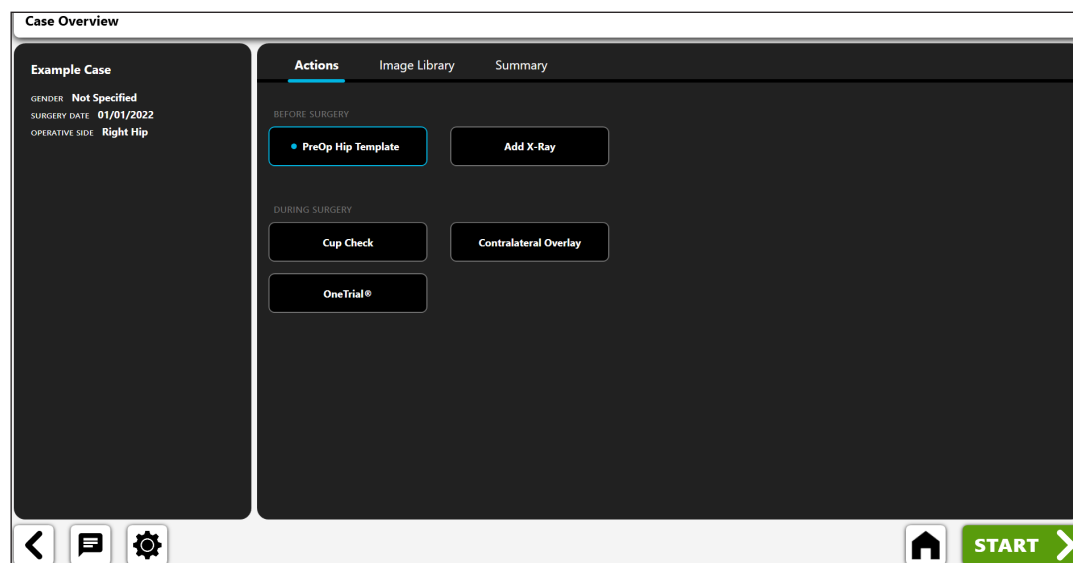 Case Overview
Example Case
GENDER Not Specified
SURGERY DATE 01/01/2022
OPERATIVE SIDE Right Hip
Actions Image Library Summary
BEFORE SURGERY
PreOp Hip Template Add X-Ray
DURING SURGERY
Cup Check Contralateral Overlay
OneTrial®
START